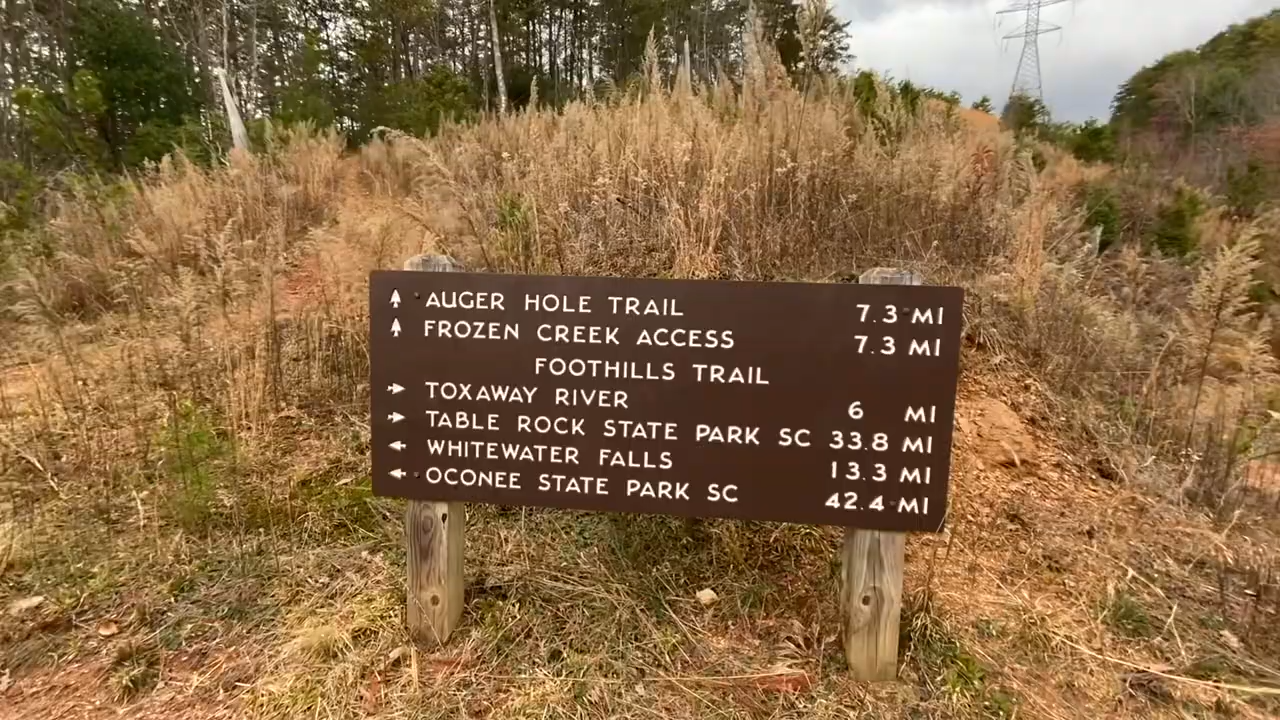 AUGER HOLE TRAIL 7.3 MI
FROZEN CREEK ACCESS 7.3 MI
FOOTHILLS TRAIL
TOXAWAY RIVER 6 MI
TABLE ROCK STATE PARK SC 33.8 MI
WHITEWATER FALLS 13.3 MI
OCONEE STATE PARK SC 42.4 MI